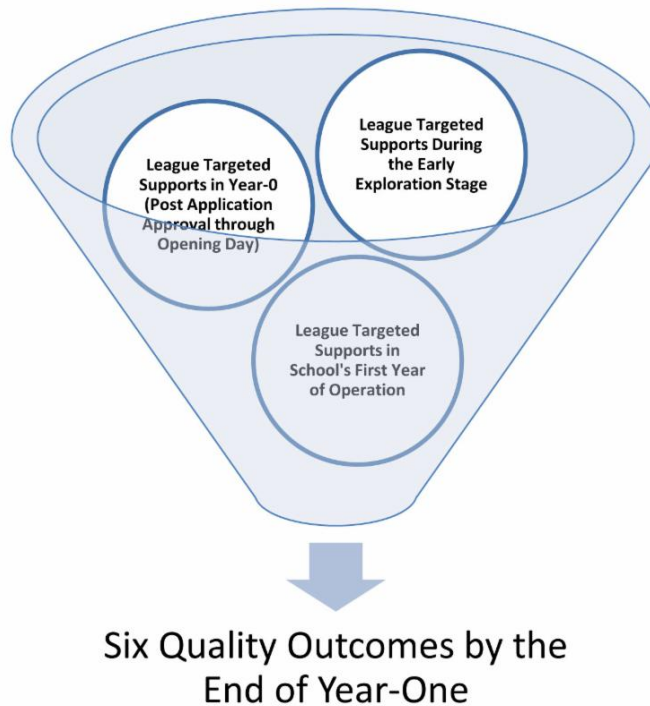 League Targeted
Supports in Year-0
(Post Application
Approval through
Opening Day)
League Targeted
Supports During
the Early
Exploration Stage
League Targeted
Supports in
School's First Year
of Operation
Six Quality Outcomes by the
End of Year-One